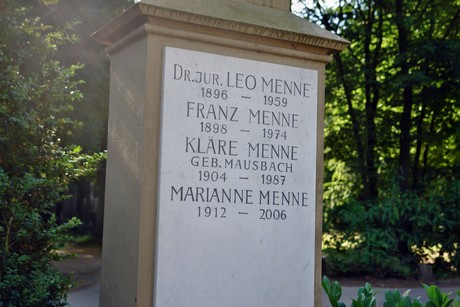 Dr. jur. LEO MENNE
1896 — 1959
FRANZ MENNE
1898 — 1974
KLÄRE MENNE
GEB. MAUSBACH
1904 — 1987
MARIANNE MENNE
1912 — 2006